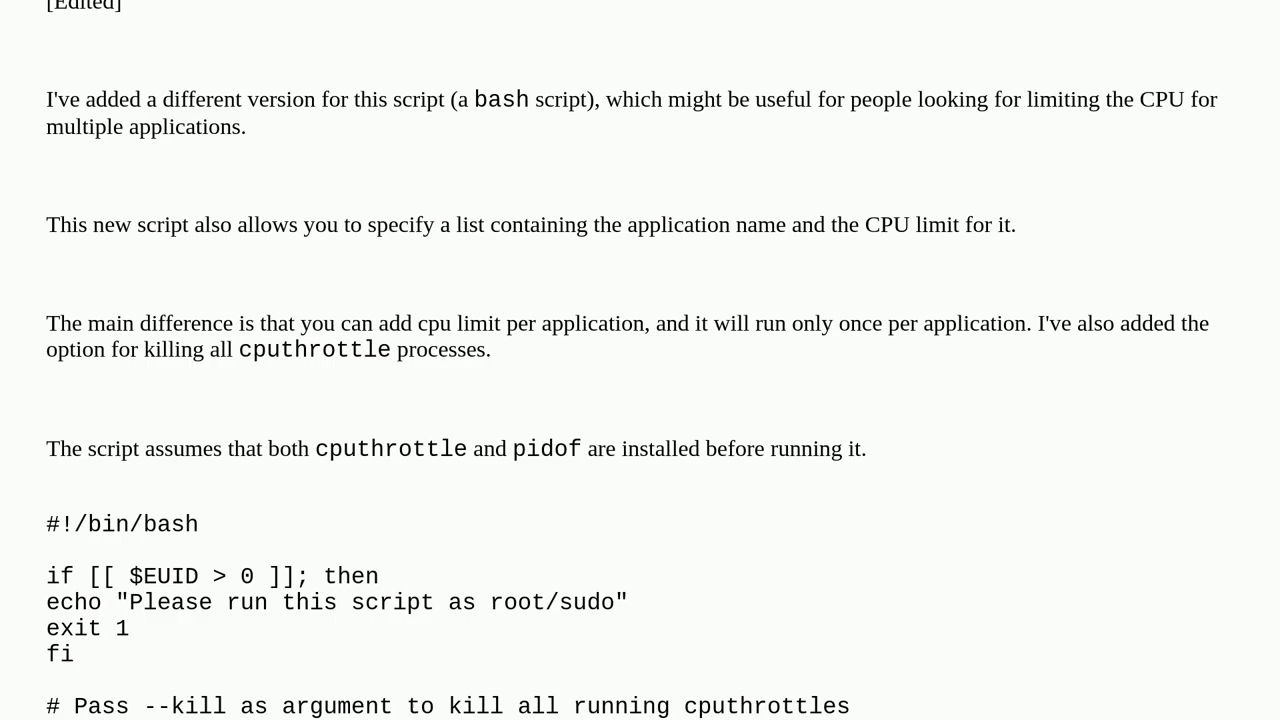 [Edited]
I've added a different version for this script (a bash script), which might be useful for people looking for limiting the CPU for
multiple applications.
This new script also allows you to specify a list containing the application name and the CPU limit for it.
The main difference is that you can add cpu limit per application, and it will run only once per application. I've also added the
option for killing all cputhrottle processes.
The script assumes that both cputhrottle and pidof are installed before running it.
#!/bin/bash
if [[ $EUID > 0 ]]; then
echo "Please run this script as root/sudo"
exit 1
fi
# Pass --kill as argument to kill all running cputhrottles